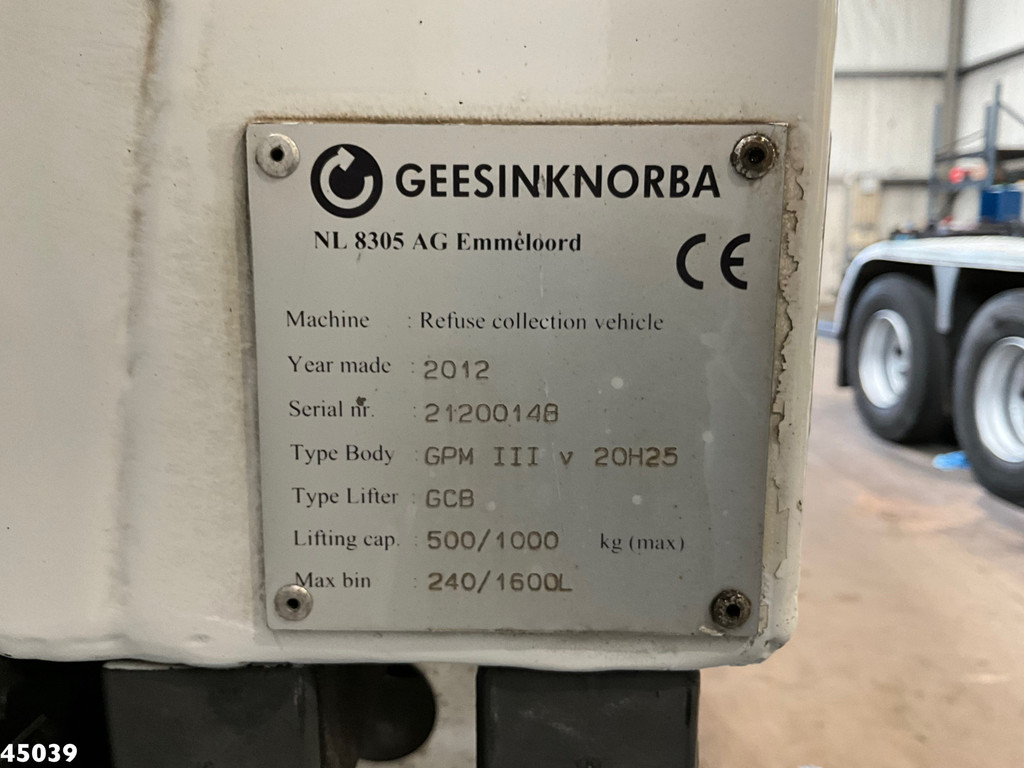 GEESINKNORBA
NL 8305 AG Emmeloord
CE
Machine : Refuse collection vehicle
Year made : 2012
Serial nr. : 21200148
Type Body : GPM III v 20H25
Type Lifter : GCB
Lifting cap. : 500/1000 kg (max)
Max bin : 240/1600L
45039